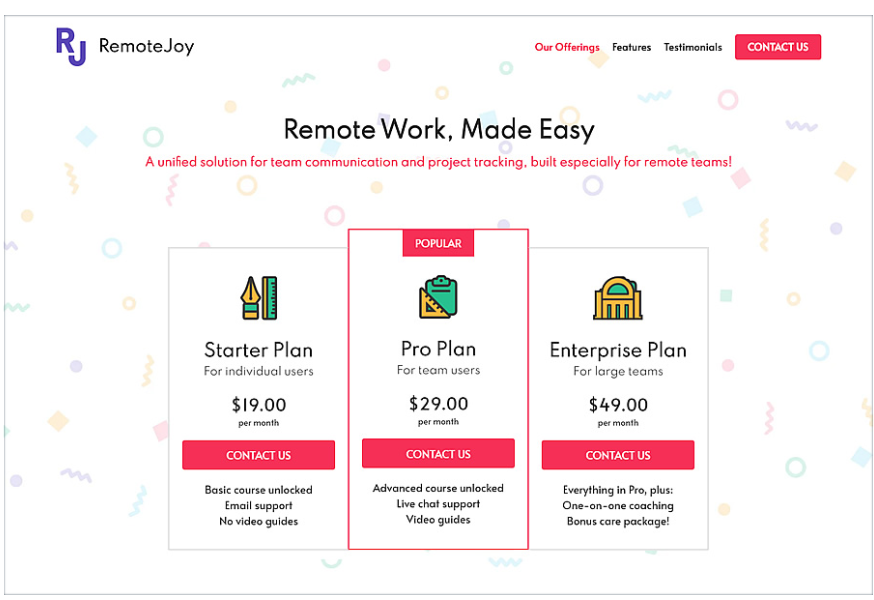 RJ RemoteJoy
Our Offerings Features Testimonials CONTACT US
Remote Work, Made Easy
A unified solution for team communication and project tracking, built especially for remote teams!
Starter Plan
For individual users
$19.00
per month
CONTACT US
Basic course unlocked
Email support
No video guides
POPULAR
Pro Plan
For team users
$29.00
per month
CONTACT US
Advanced course unlocked
Live chat support
Video guides
Enterprise Plan
For large teams
$49.00
per month
CONTACT US
Everything in Pro, plus:
One-on-one coaching
Bonus care package!